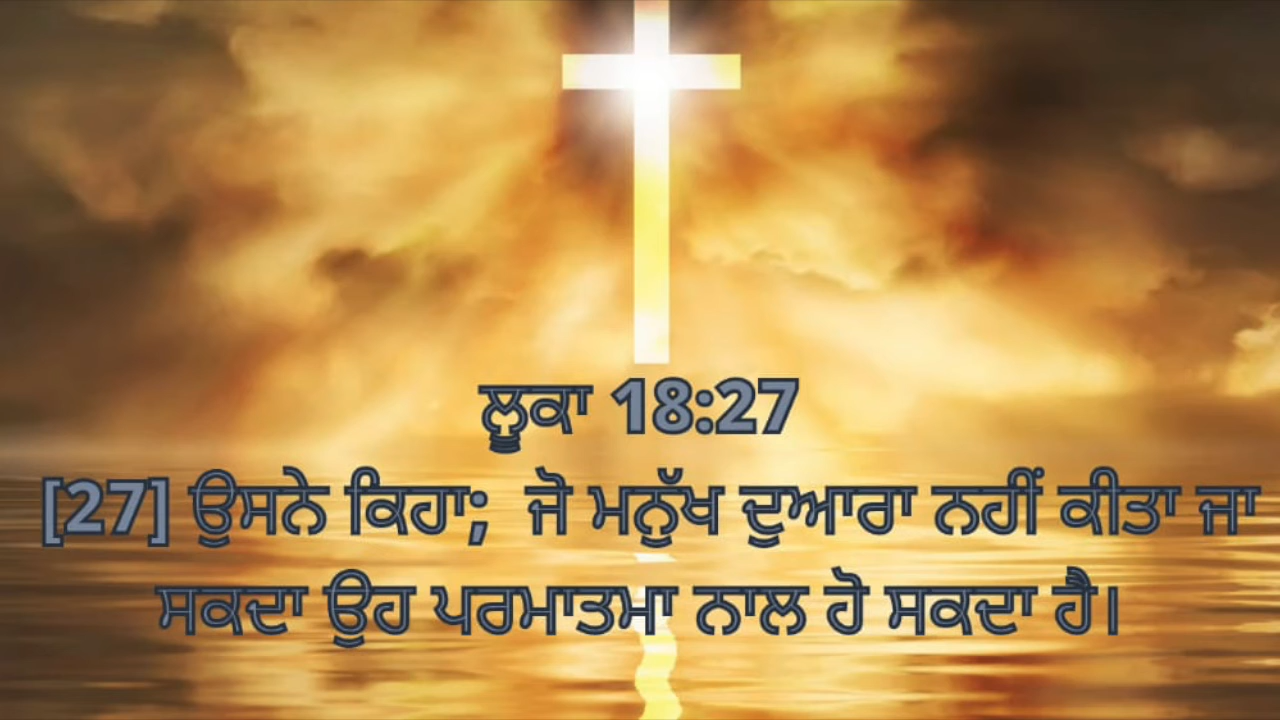 ਲੂਕਾ 18:27
[27] ਉਸਨੇ ਕਿਹਾ;  ਜੋ ਮਨੁੱਖ ਦੁਆਰਾ ਨਹੀਂ ਕੀਤਾ ਜਾ
ਸਕਦਾ ਉਹ ਪਰਮਾਤਮਾ ਨਾਲ ਹੋ ਸਕਦਾ ਹੈ।